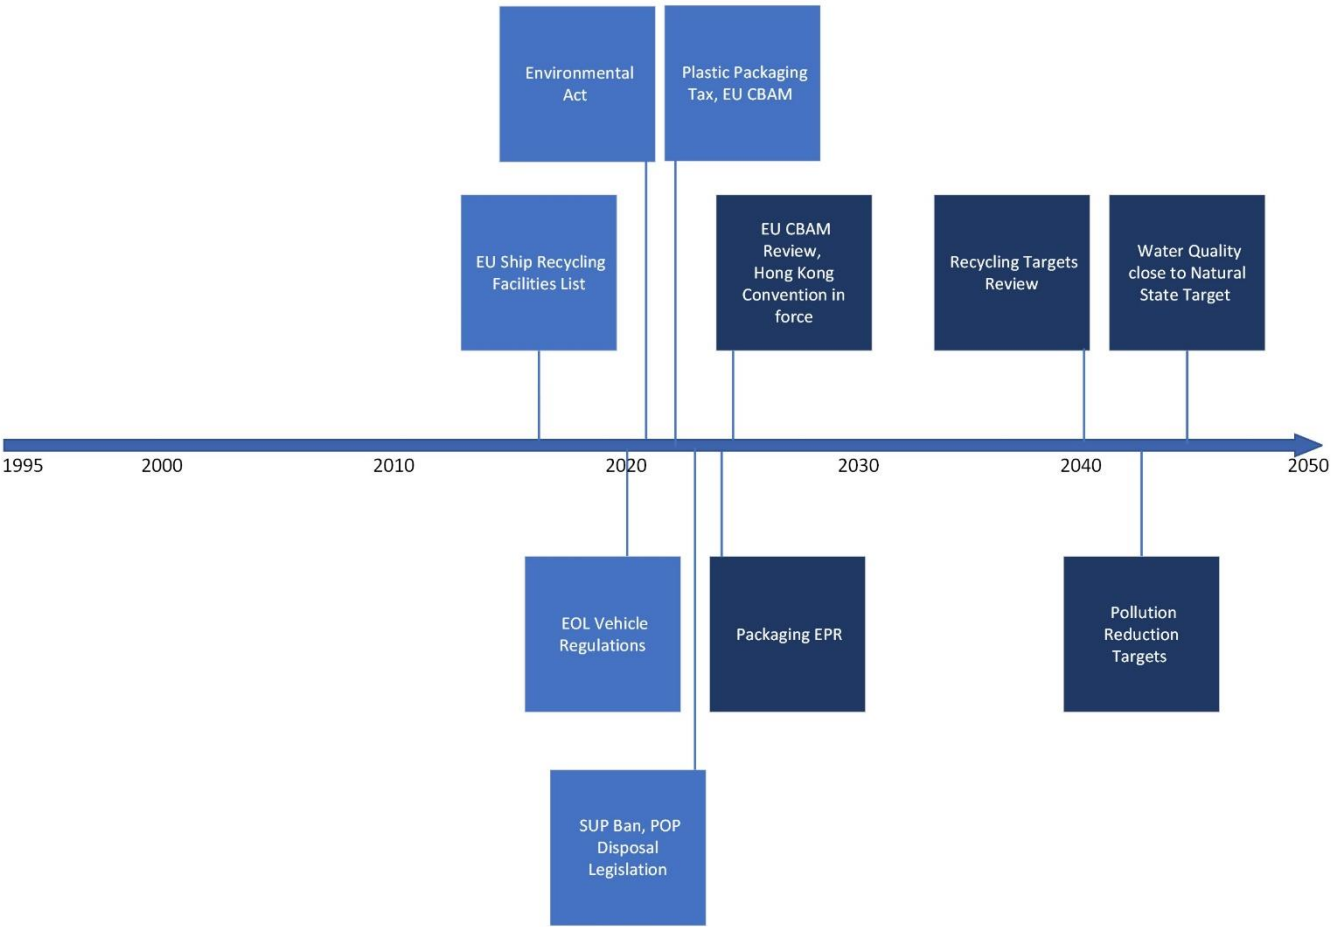 Environmental
Act
Plastic Packaging
Tax, EU CBAM
EU Ship Recycling
Facilities List
EU CBAM
Review,
Hong Kong
Convention in
force
Recycling Targets
Review
Water Quality
close to Natural
State Target
1995 2000 2010 2020 2030 2040 2050
EOL Vehicle
Regulations
Packaging EPR
Pollution
Reduction
Targets
SUP Ban, POP
Disposal
Legislation